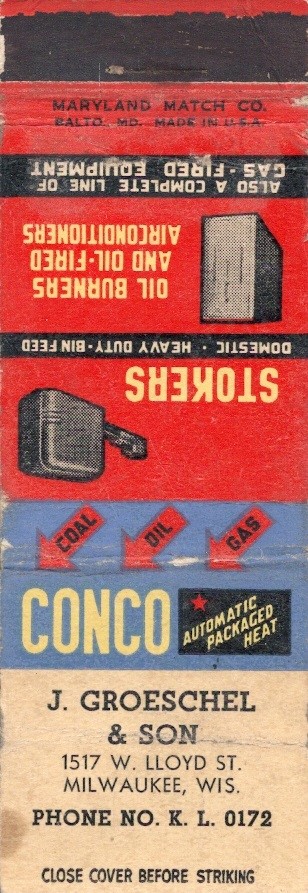 MARYLAND MATCH CO.
BALTO., MD. MADE IN U.S.A.
STOKERS
DOMESTIC · HEAVY DUTY · BIN FEED
OIL BURNERS
AND OIL-FIRED
AIRCONDITIONERS
ALSO A COMPLETE LINE OF
GAS-FIRED EQUIPMENT
COAL
OIL
GAS
CONCO
AUTOMATIC
PACKAGED
HEAT
J. GROESCHEL
& SON
1517 W. LLOYD ST.
MILWAUKEE, WIS.
PHONE NO. K. L. 0172
CLOSE COVER BEFORE STRIKING